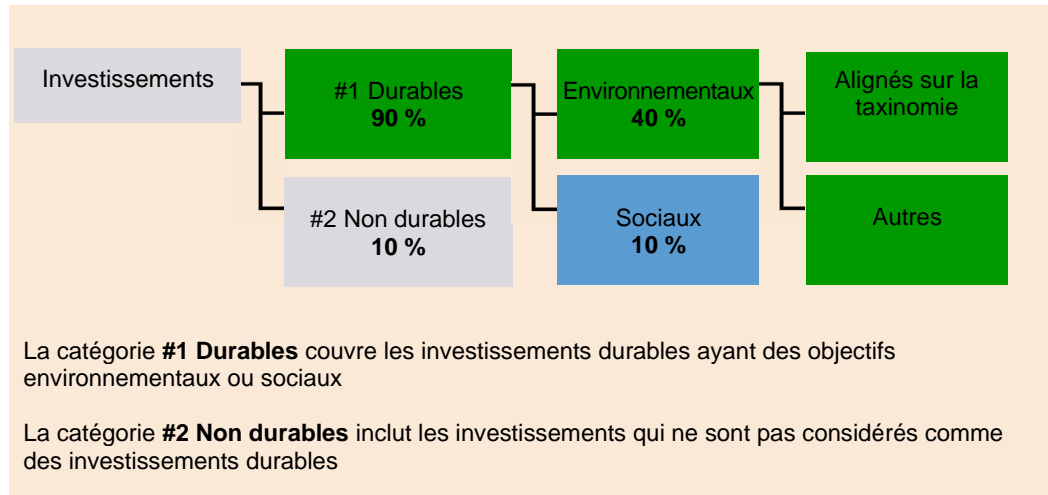 Investissements
#1 Durables
90 %
#2 Non durables
10 %
Environnementaux
40 %
Sociaux
10 %
Alignés sur la
taxinomie
Autres
La catégorie #1 Durables couvre les investissements durables ayant des objectifs
environnementaux ou sociaux
La catégorie #2 Non durables inclut les investissements qui ne sont pas considérés comme
des investissements durables